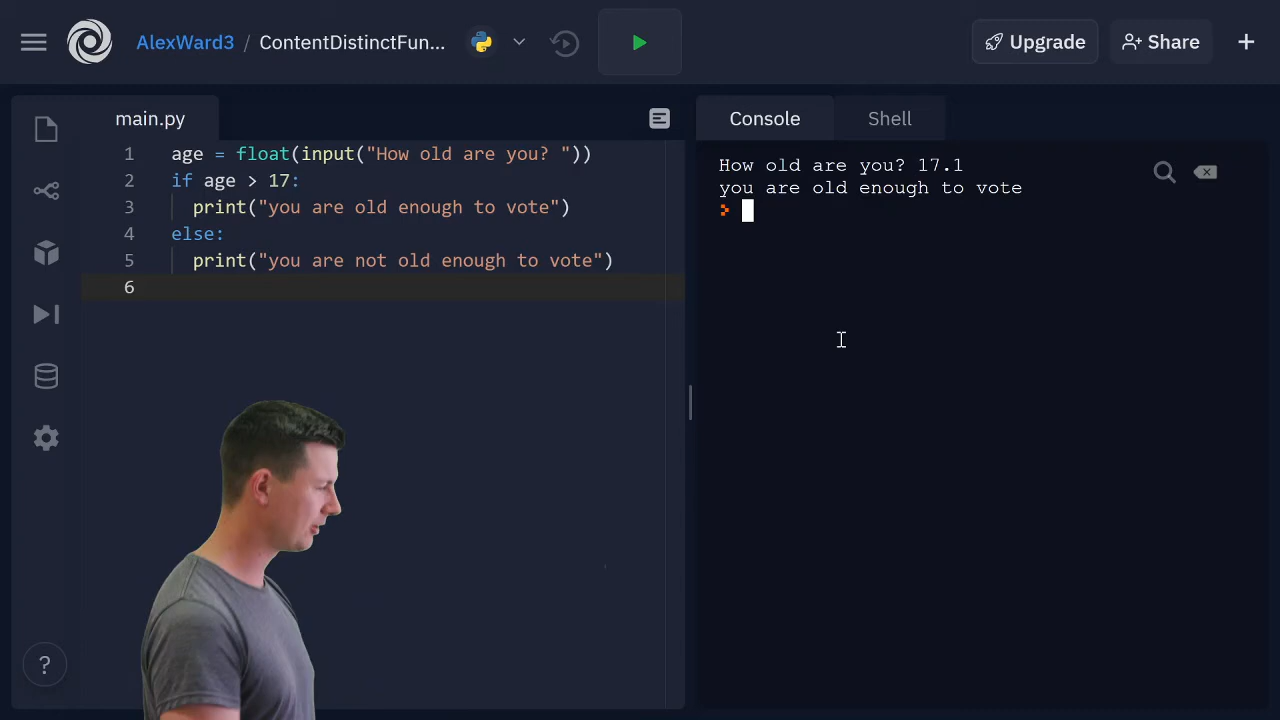 AlexWard3 / ContentDistinctFun...
Upgrade
Share
main.py
1 age = float(input("How old are you? "))
2 if age > 17:
3 print("you are old enough to vote")
4 else:
5 print("you are not old enough to vote")
6
Console
Shell
How old are you? 17.1
you are old enough to vote
>
?